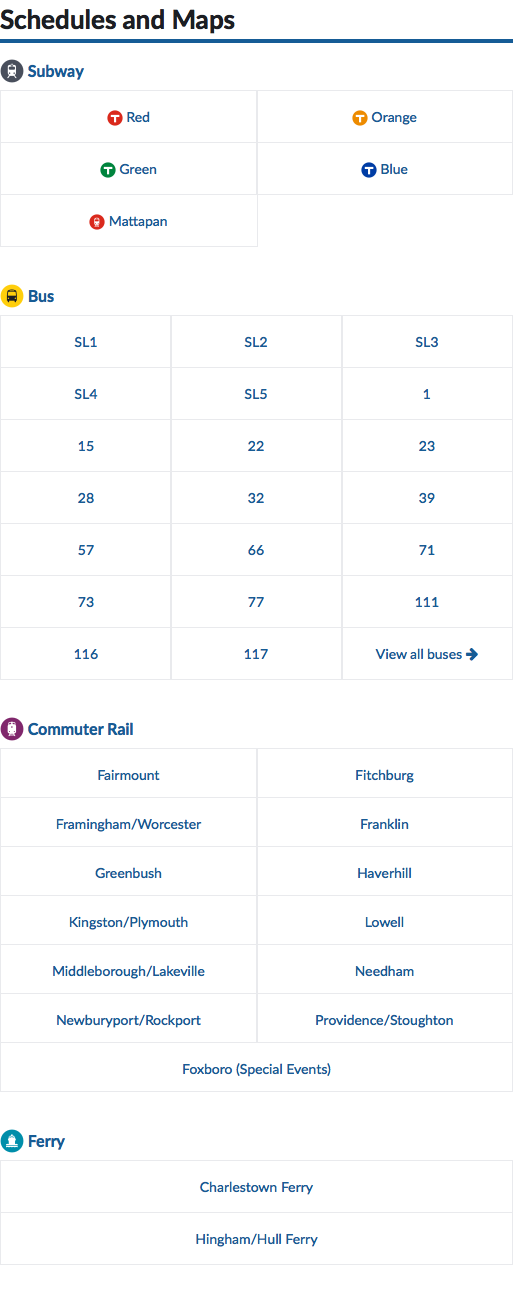 Schedules and Maps
Subway
T Red
T Orange
T Green
T Blue
Mattapan
Bus
SL1 SL2 SL3
SL4 SL5 1
15 22 23
28 32 39
57 66 71
73 77 111
116 117 View all buses
Commuter Rail
Fairmount Fitchburg
Framingham/Worcester Franklin
Greenbush Haverhill
Kingston/Plymouth Lowell
Middleborough/Lakeville Needham
Newburyport/Rockport Providence/Stoughton
Foxboro (Special Events)
Ferry
Charlestown Ferry
Hingham/Hull Ferry